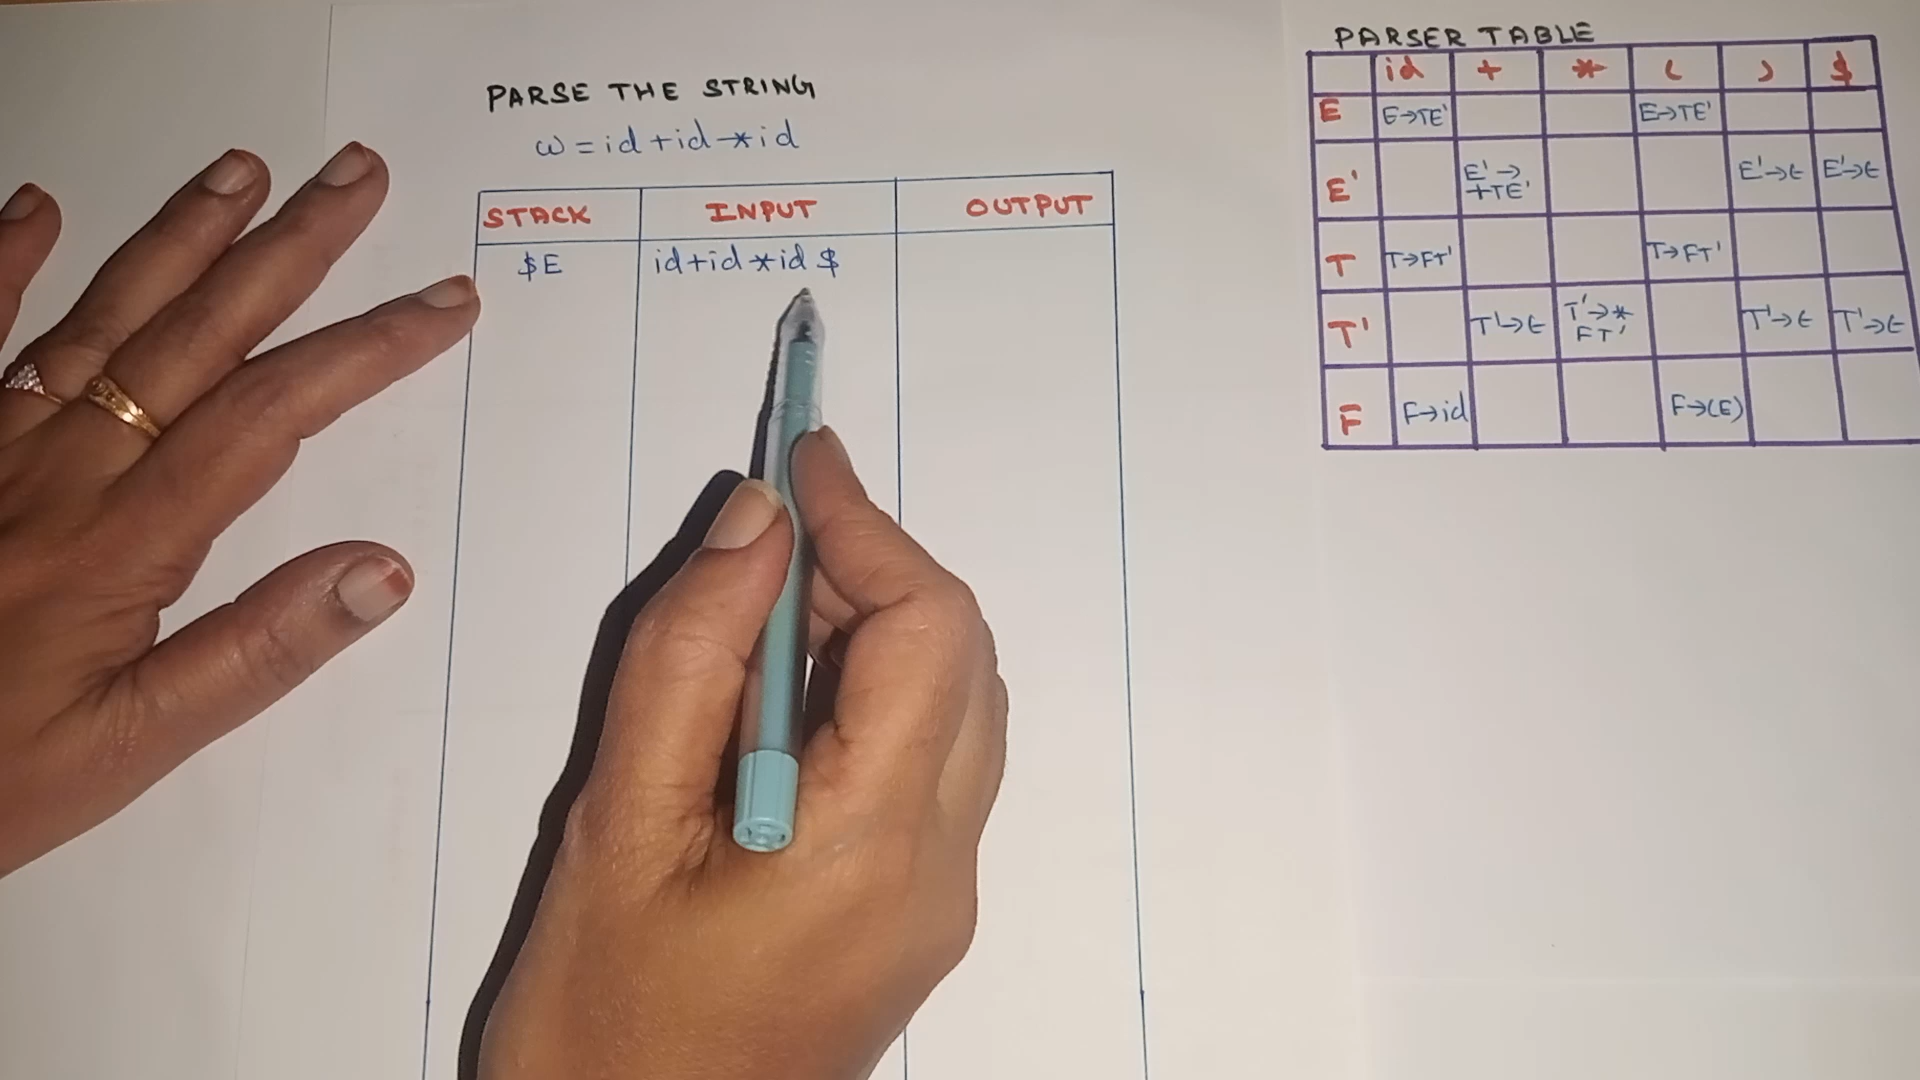 PARSE THE STRING
ω = id + id * id
STACK INPUT OUTPUT
$E id+id*id $
PARSER TABLE
id + * ( ) $
E E→TE' E→TE'
E' E'→ +TE' E'→ϵ E'→ϵ
T T→FT' T→FT'
T' T'→ϵ T'→* FT' T'→ϵ T'→ϵ
F F→id F→(E)